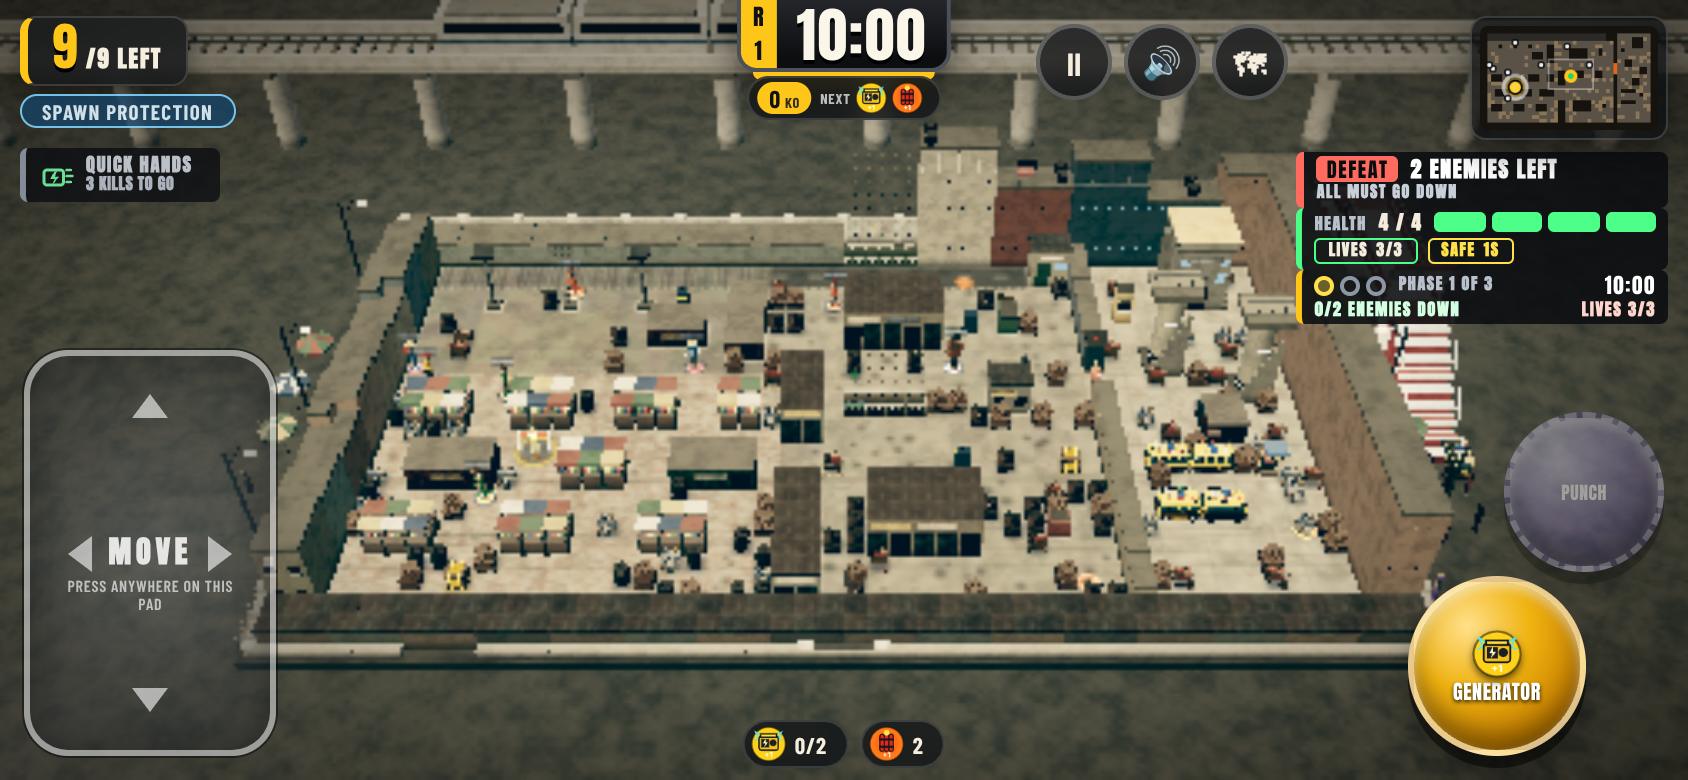 9 /9 LEFT
SPAWN PROTECTION
QUICK HANDS
3 KILLS TO GO
R 1
10:00
0 KO NEXT
DEFEAT 2 ENEMIES LEFT
ALL MUST GO DOWN
HEALTH 4 / 4
LIVES 3/3 SAFE 1S
PHASE 1 OF 3 10:00
0/2 ENEMIES DOWN LIVES 3/3
MOVE
PRESS ANYWHERE ON THIS
PAD
PUNCH
+1
GENERATOR
0/2 2